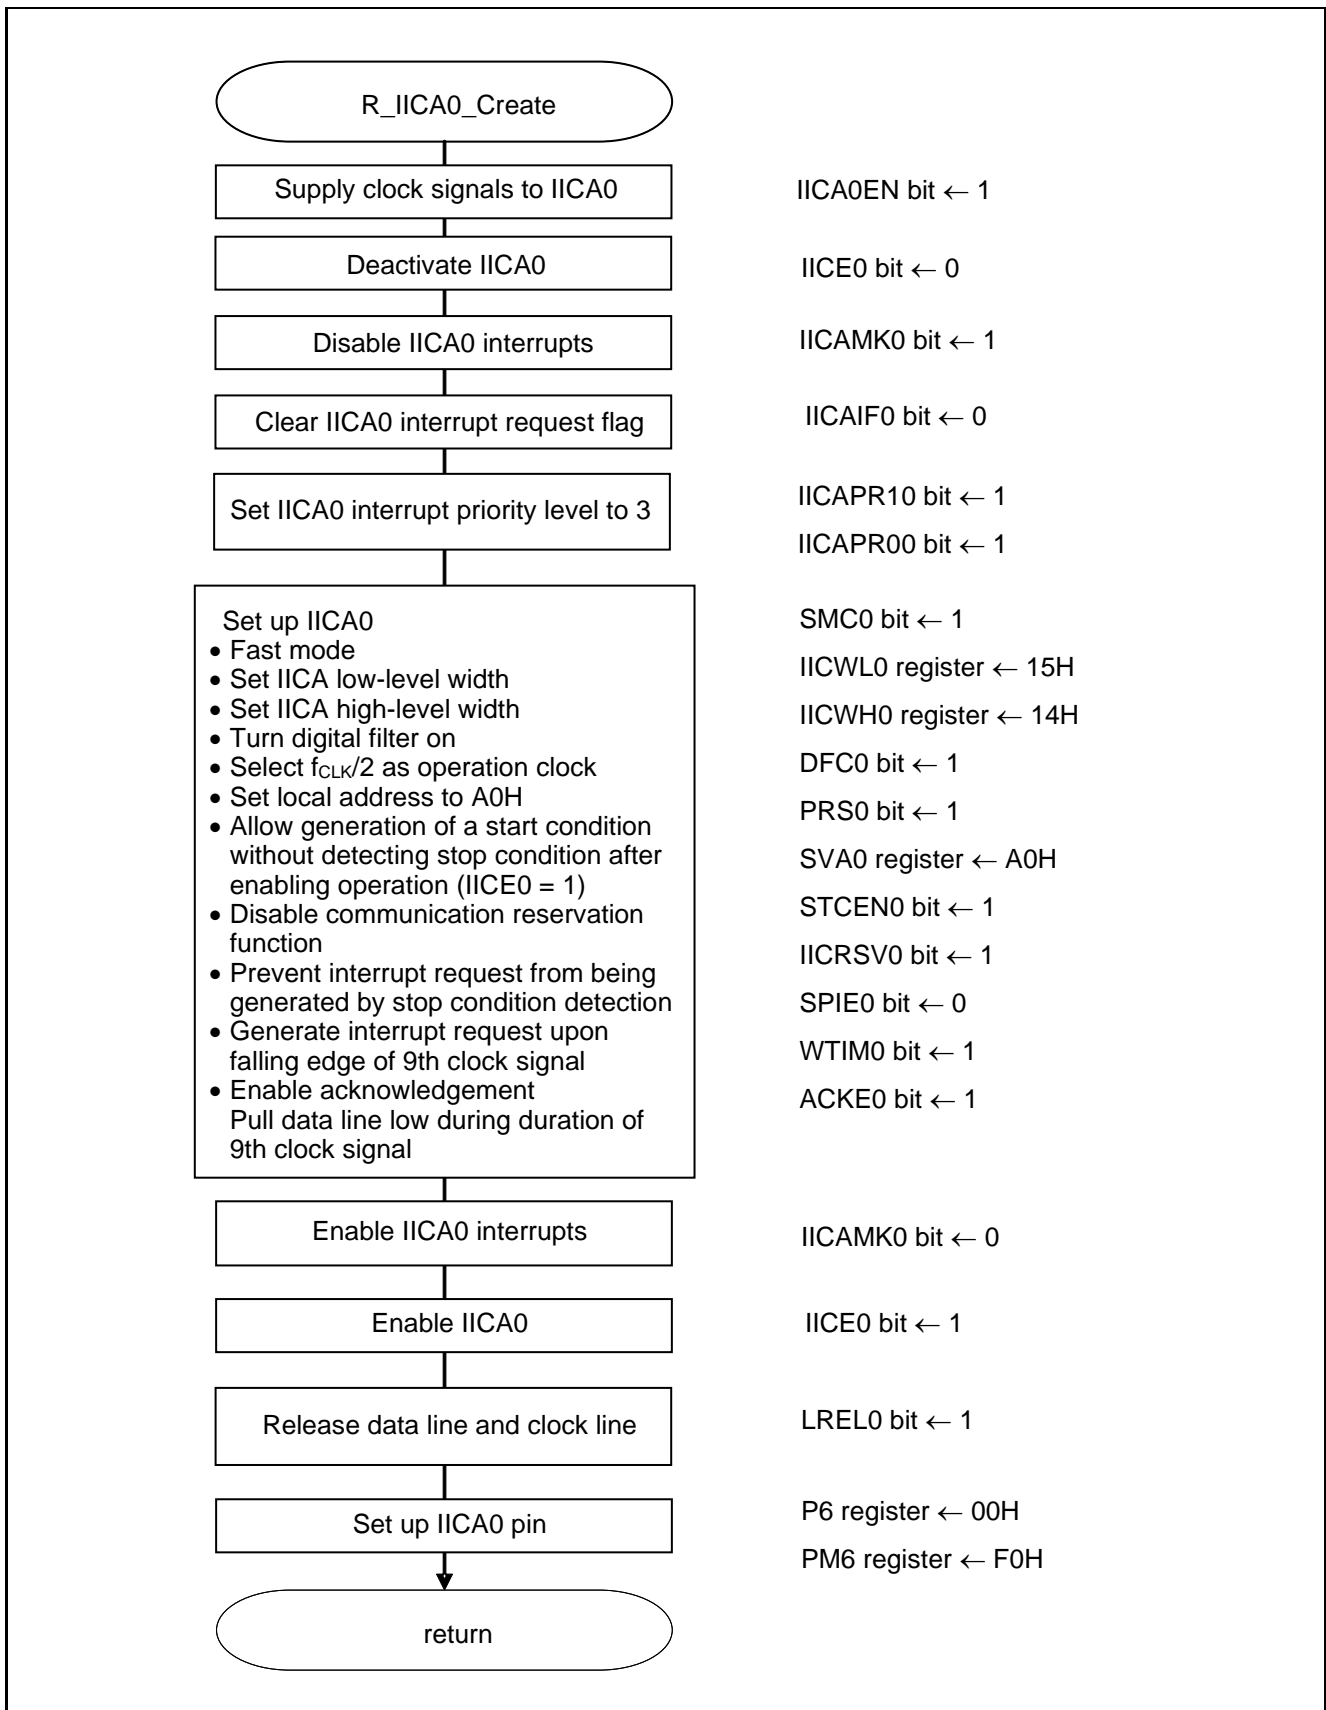 R_IICA0_Create
Supply clock signals to IICA0
IICA0EN bit ← 1
Deactivate IICA0
IICE0 bit ← 0
Disable IICA0 interrupts
IICAMK0 bit ← 1
Clear IICA0 interrupt request flag
IICAIF0 bit ← 0
Set IICA0 interrupt priority level to 3
IICAPR10 bit ← 1
IICAPR00 bit ← 1
Set up IICA0
• Fast mode
• Set IICA low-level width
• Set IICA high-level width
• Turn digital filter on
• Select fCLK/2 as operation clock
• Set local address to A0H
• Allow generation of a start condition
without detecting stop condition after
enabling operation (IICE0 = 1)
• Disable communication reservation
function
• Prevent interrupt request from being
generated by stop condition detection
• Generate interrupt request upon
falling edge of 9th clock signal
• Enable acknowledgement
Pull data line low during duration of
9th clock signal
SMC0 bit ← 1
IICWL0 register ← 15H
IICWH0 register ← 14H
DFC0 bit ← 1
PRS0 bit ← 1
SVA0 register ← A0H
STCEN0 bit ← 1
IICRSV0 bit ← 1
SPIE0 bit ← 0
WTIM0 bit ← 1
ACKE0 bit ← 1
Enable IICA0 interrupts
IICAMK0 bit ← 0
Enable IICA0
IICE0 bit ← 1
Release data line and clock line
LREL0 bit ← 1
Set up IICA0 pin
P6 register ← 00H
PM6 register ← F0H
return